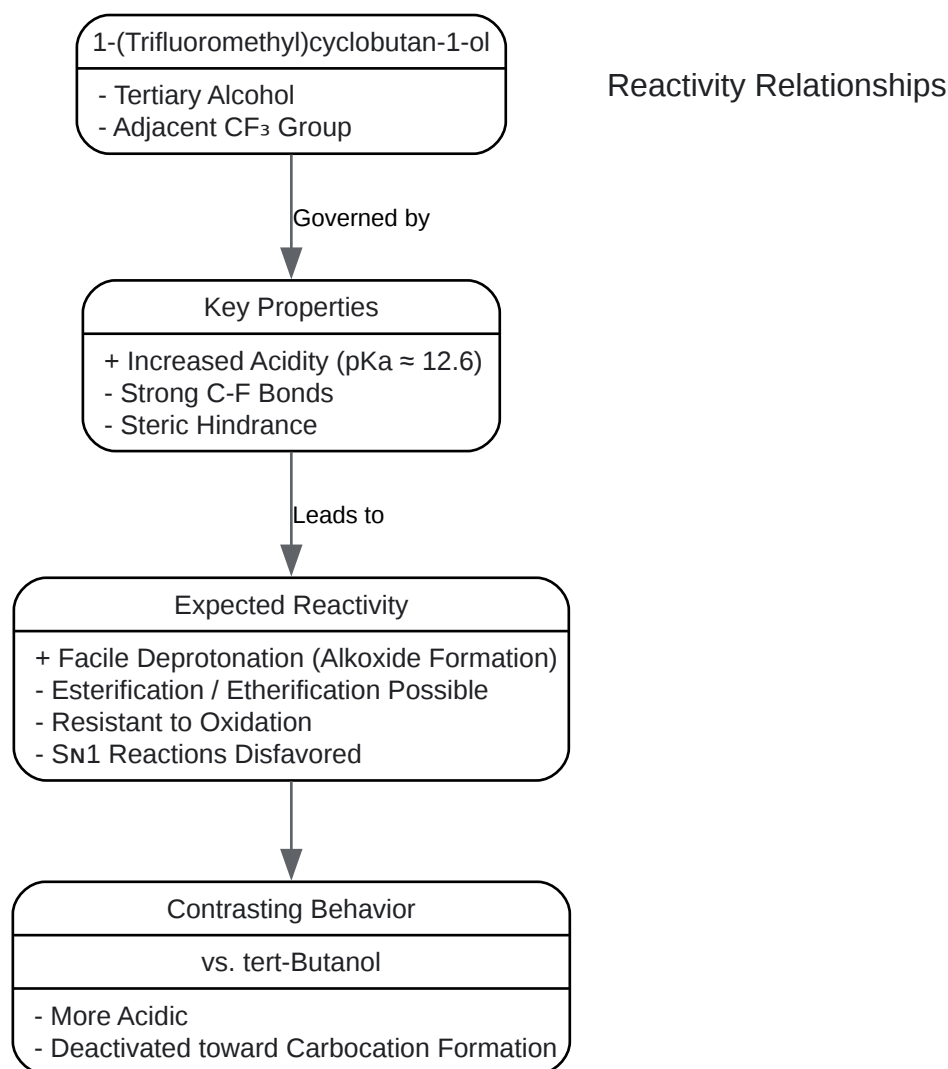 1-(Trifluoromethyl)cyclobutan-1-ol
- Tertiary Alcohol
- Adjacent CF₃ Group
Reactivity Relationships
Governed by
Key Properties
+ Increased Acidity (pKa ≈ 12.6)
- Strong C-F Bonds
- Steric Hindrance
Leads to
Expected Reactivity
+ Facile Deprotonation (Alkoxide Formation)
- Esterification / Etherification Possible
- Resistant to Oxidation
- Sɴ1 Reactions Disfavored
Contrasting Behavior
vs. tert-Butanol
- More Acidic
- Deactivated toward Carbocation Formation